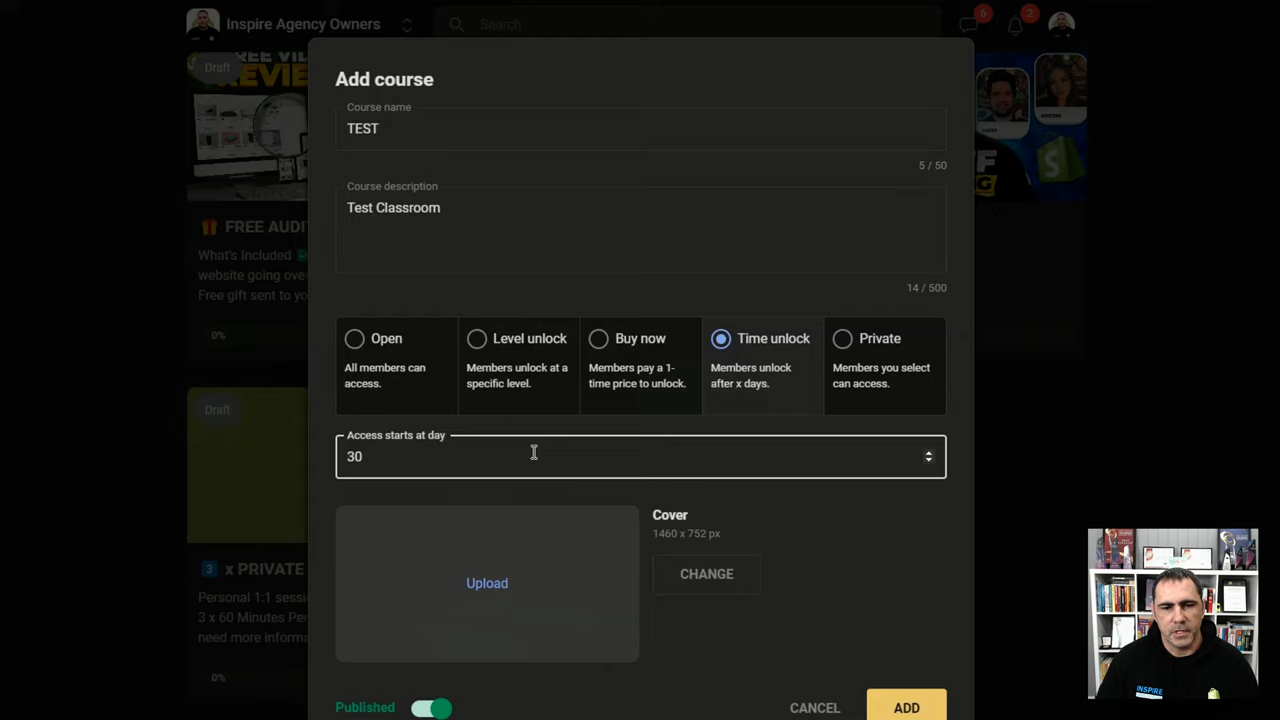 Inspire Agency Owners
Search
6
2
Draft
Add course
Course name
TEST
5 / 50
Course description
Test Classroom
14 / 500
FREE AUDI
What's Included
website going over
Free gift sent to yo
0%
Open
All members can
access.
Level unlock
Members unlock at a
specific level.
Buy now
Members pay a 1-
time price to unlock.
Time unlock
Members unlock
after x days.
Private
Members you select
can access.
Draft
Access starts at day
30
Upload
Cover
1460 x 752 px
CHANGE
3 x PRIVATE
Personal 1:1 sessi
3 x 60 Minutes Per
need more informa
0%
Published
CANCEL
ADD
INSPIRE